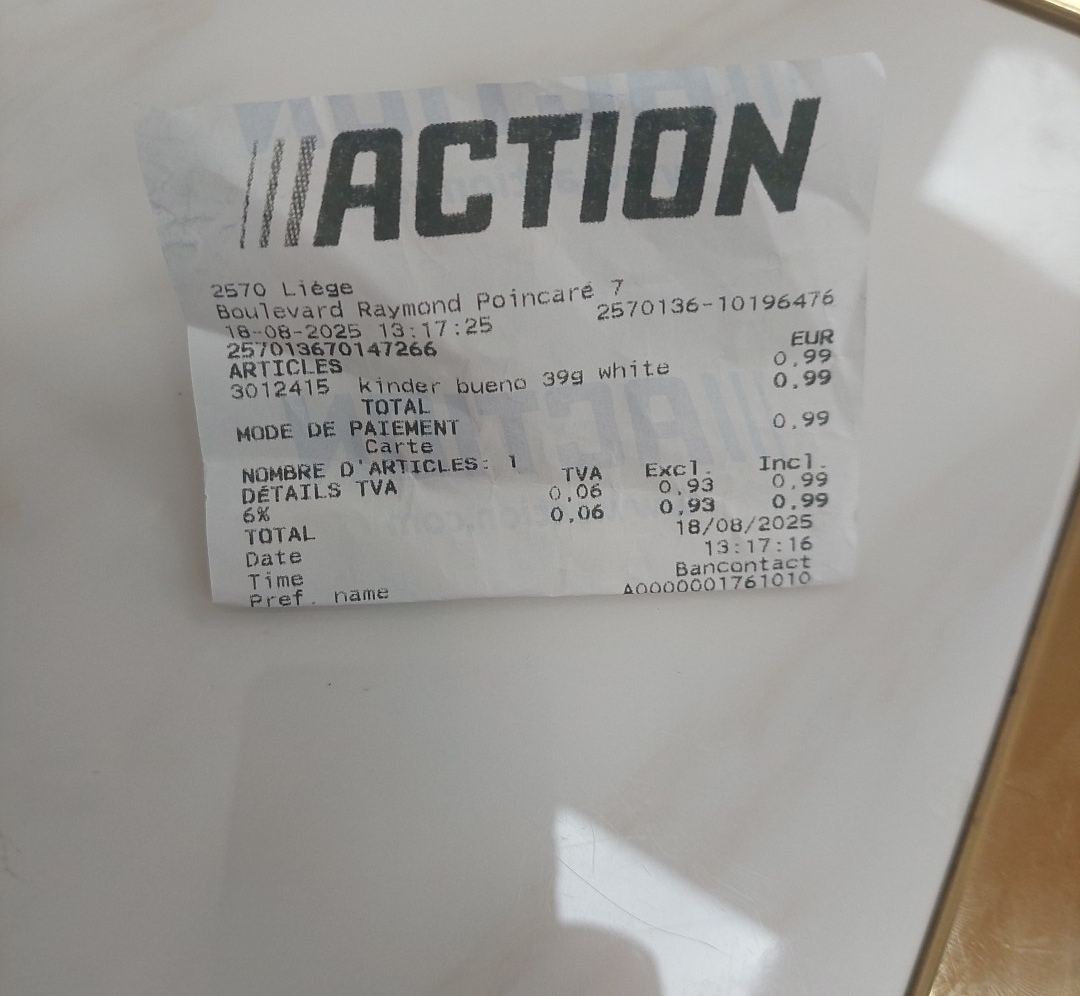 ACTION
2570 Liège
Boulevard Raymond Poincaré 7
18-08-2025 13:17:25 2570136-10196476
257013670147266
EUR
ARTICLES 0,99
3012415 kinder bueno 39g white 0,99
TOTAL
MODE DE PAIEMENT 0,99
Carte
NOMBRE D'ARTICLES: 1
DÉTAILS TVA TVA Excl. Incl.
6% 0,06 0,93 0,99
TOTAL 0,06 0,93 0,99
Date 18/08/2025
Time 13:17:16
Pref. name Bancontact
A0000001761010